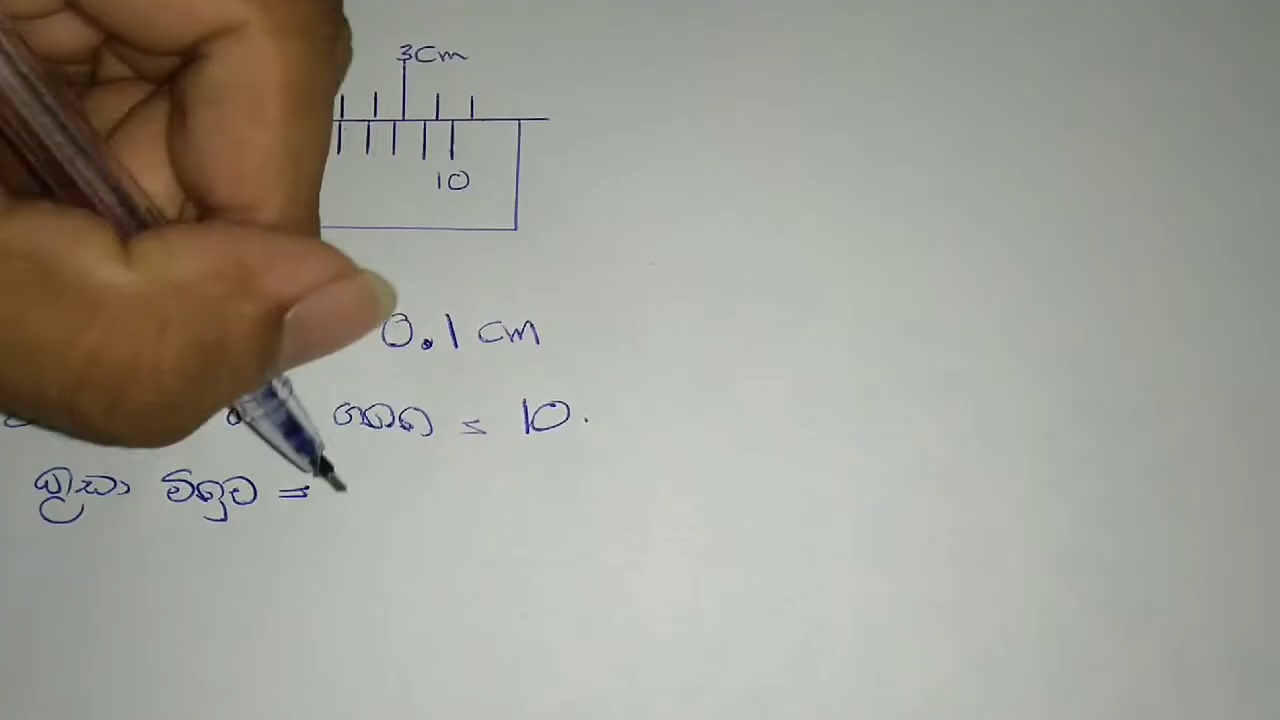 3cm
10
0.1 cm
ගණන = 10.
කුඩා මිනුම =